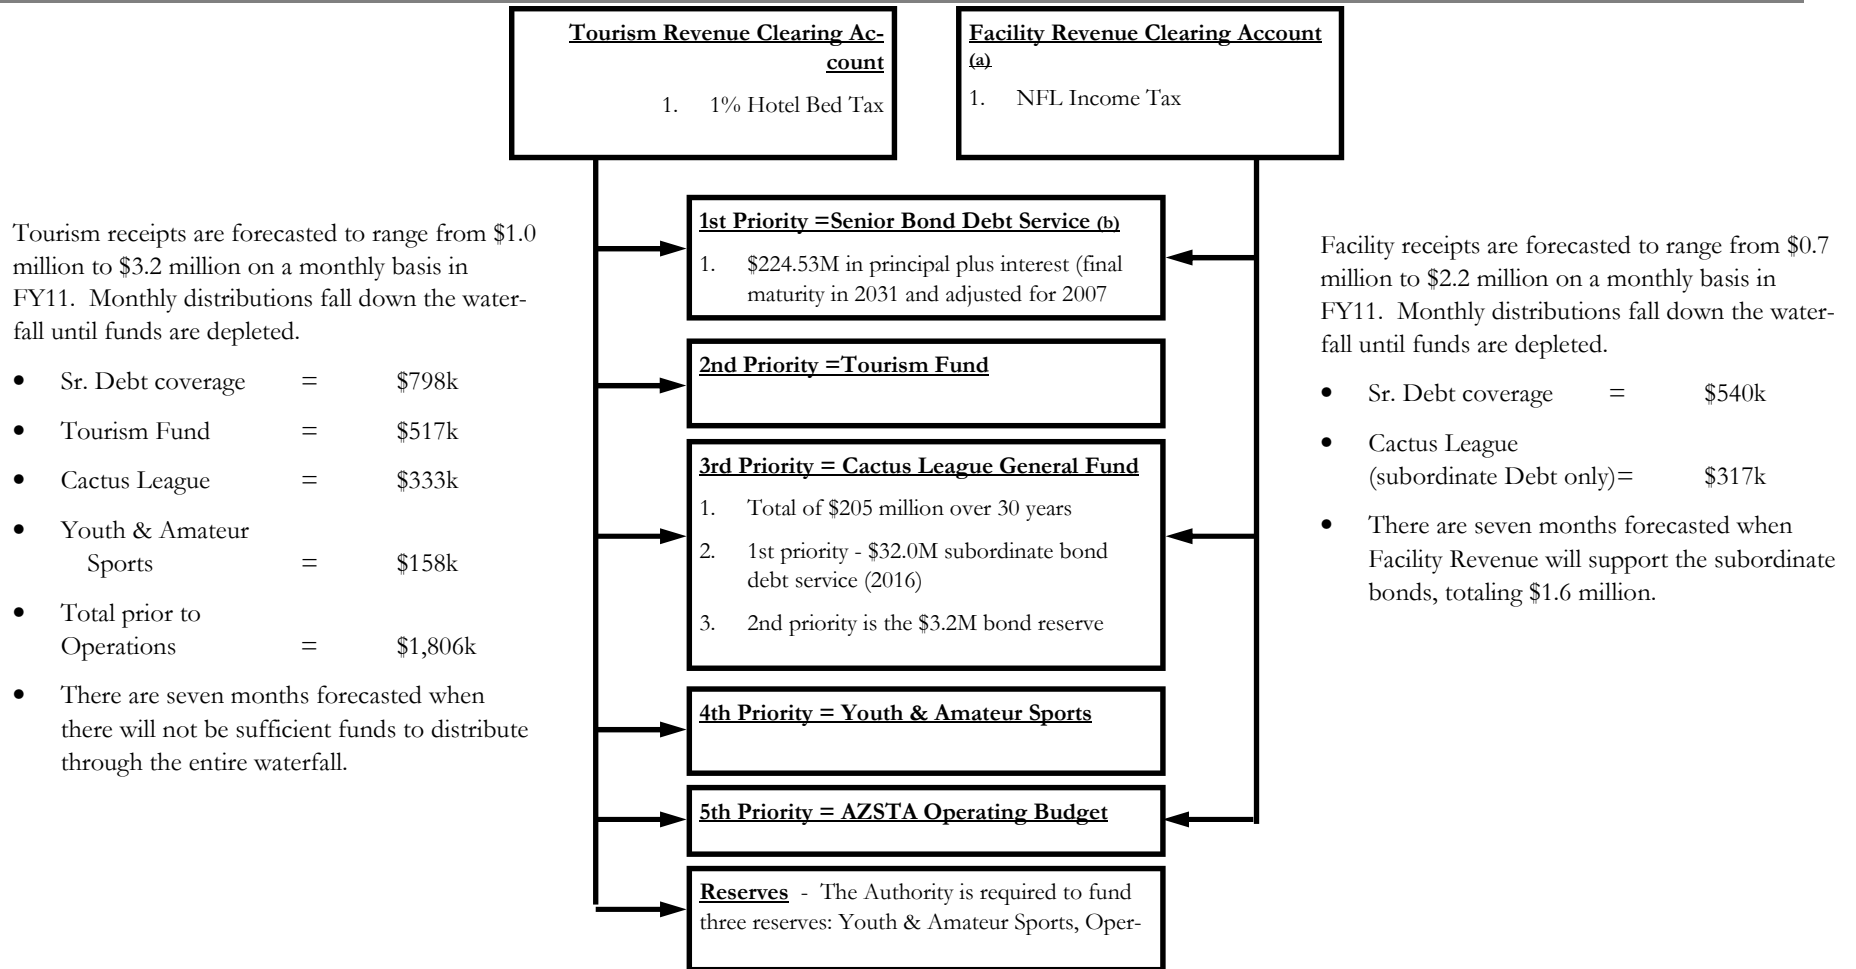 Tourism Revenue Clearing Ac-
count
1. 1% Hotel Bed Tax
Facility Revenue Clearing Account
(a)
1. NFL Income Tax
Tourism receipts are forecasted to range from $1.0
million to $3.2 million on a monthly basis in
FY11. Monthly distributions fall down the water-
fall until funds are depleted.
• Sr. Debt coverage = $798k
• Tourism Fund = $517k
• Cactus League = $333k
• Youth & Amateur
Sports = $158k
• Total prior to
Operations = $1,806k
• There are seven months forecasted when
there will not be sufficient funds to distribute
through the entire waterfall.
1st Priority =Senior Bond Debt Service (b)
1. $224.53M in principal plus interest (final
maturity in 2031 and adjusted for 2007
2nd Priority =Tourism Fund
3rd Priority = Cactus League General Fund
1. Total of $205 million over 30 years
2. 1st priority - $32.0M subordinate bond
debt service (2016)
3. 2nd priority is the $3.2M bond reserve
4th Priority = Youth & Amateur Sports
5th Priority = AZSTA Operating Budget
Reserves - The Authority is required to fund
three reserves: Youth & Amateur Sports, Oper-
Facility receipts are forecasted to range from $0.7
million to $2.2 million on a monthly basis in
FY11. Monthly distributions fall down the water-
fall until funds are depleted.
• Sr. Debt coverage = $540k
• Cactus League
(subordinate Debt only)= $317k
• There are seven months forecasted when
Facility Revenue will support the subordinate
bonds, totaling $1.6 million.